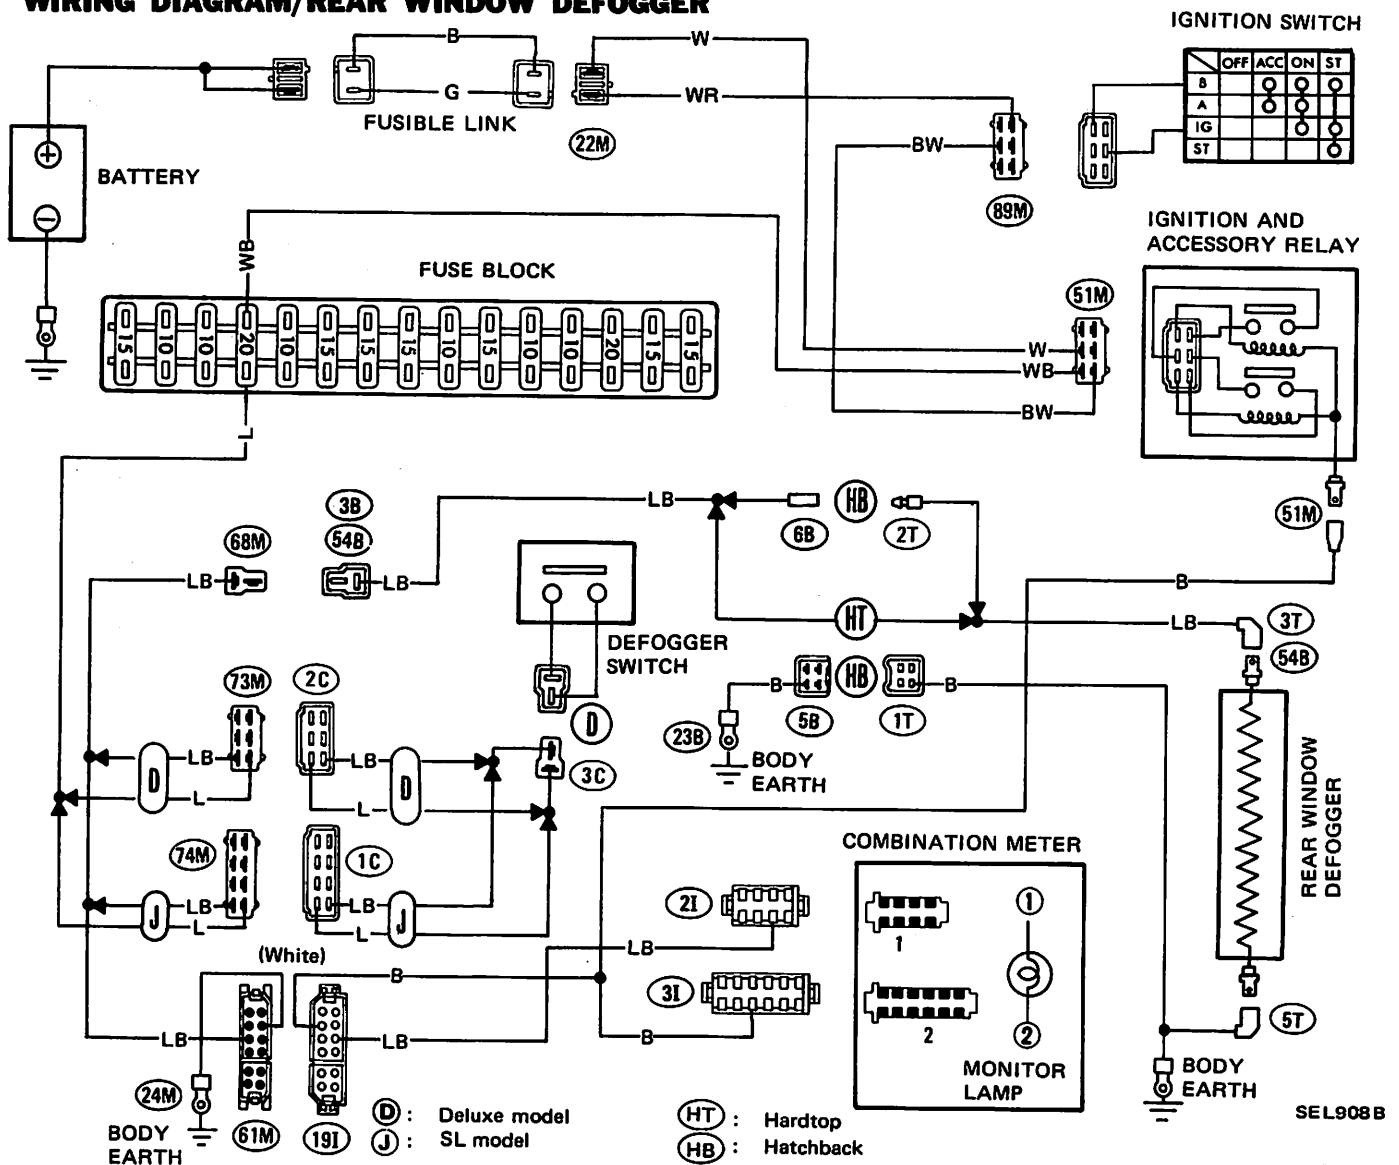 WIRING DIAGRAM/REAR WINDOW DEFOGGER
IGNITION SWITCH
OFF ACC ON ST
B
A
IG
ST
B
G
FUSIBLE LINK
W
WR
22M
BW
89M
BATTERY
IGNITION AND
ACCESSORY RELAY
WB
FUSE BLOCK
51M
15 10 10 20 10 15 15 15 10 15 10 10 20 15 15
W
WB
BW
L
3B
54B
68M
LB
LB
LB
6B
HB
2T
51M
B
HT
LB
3T
54B
DEFOGGER
SWITCH
D
73M
2C
B
5B
HB
1T
B
23B
BODY
EARTH
LB
D
L
LB
D
L
3C
REAR WINDOW
DEFOGGER
74M
1C
LB
J
L
LB
J
L
COMBINATION METER
1
2
1
2
MONITOR
LAMP
2I
LB
3I
B
(White)
B
LB
LB
24M
BODY
EARTH
61M
19I
5T
BODY
EARTH
D : Deluxe model
J : SL model
HT : Hardtop
HB : Hatchback
SEL908B